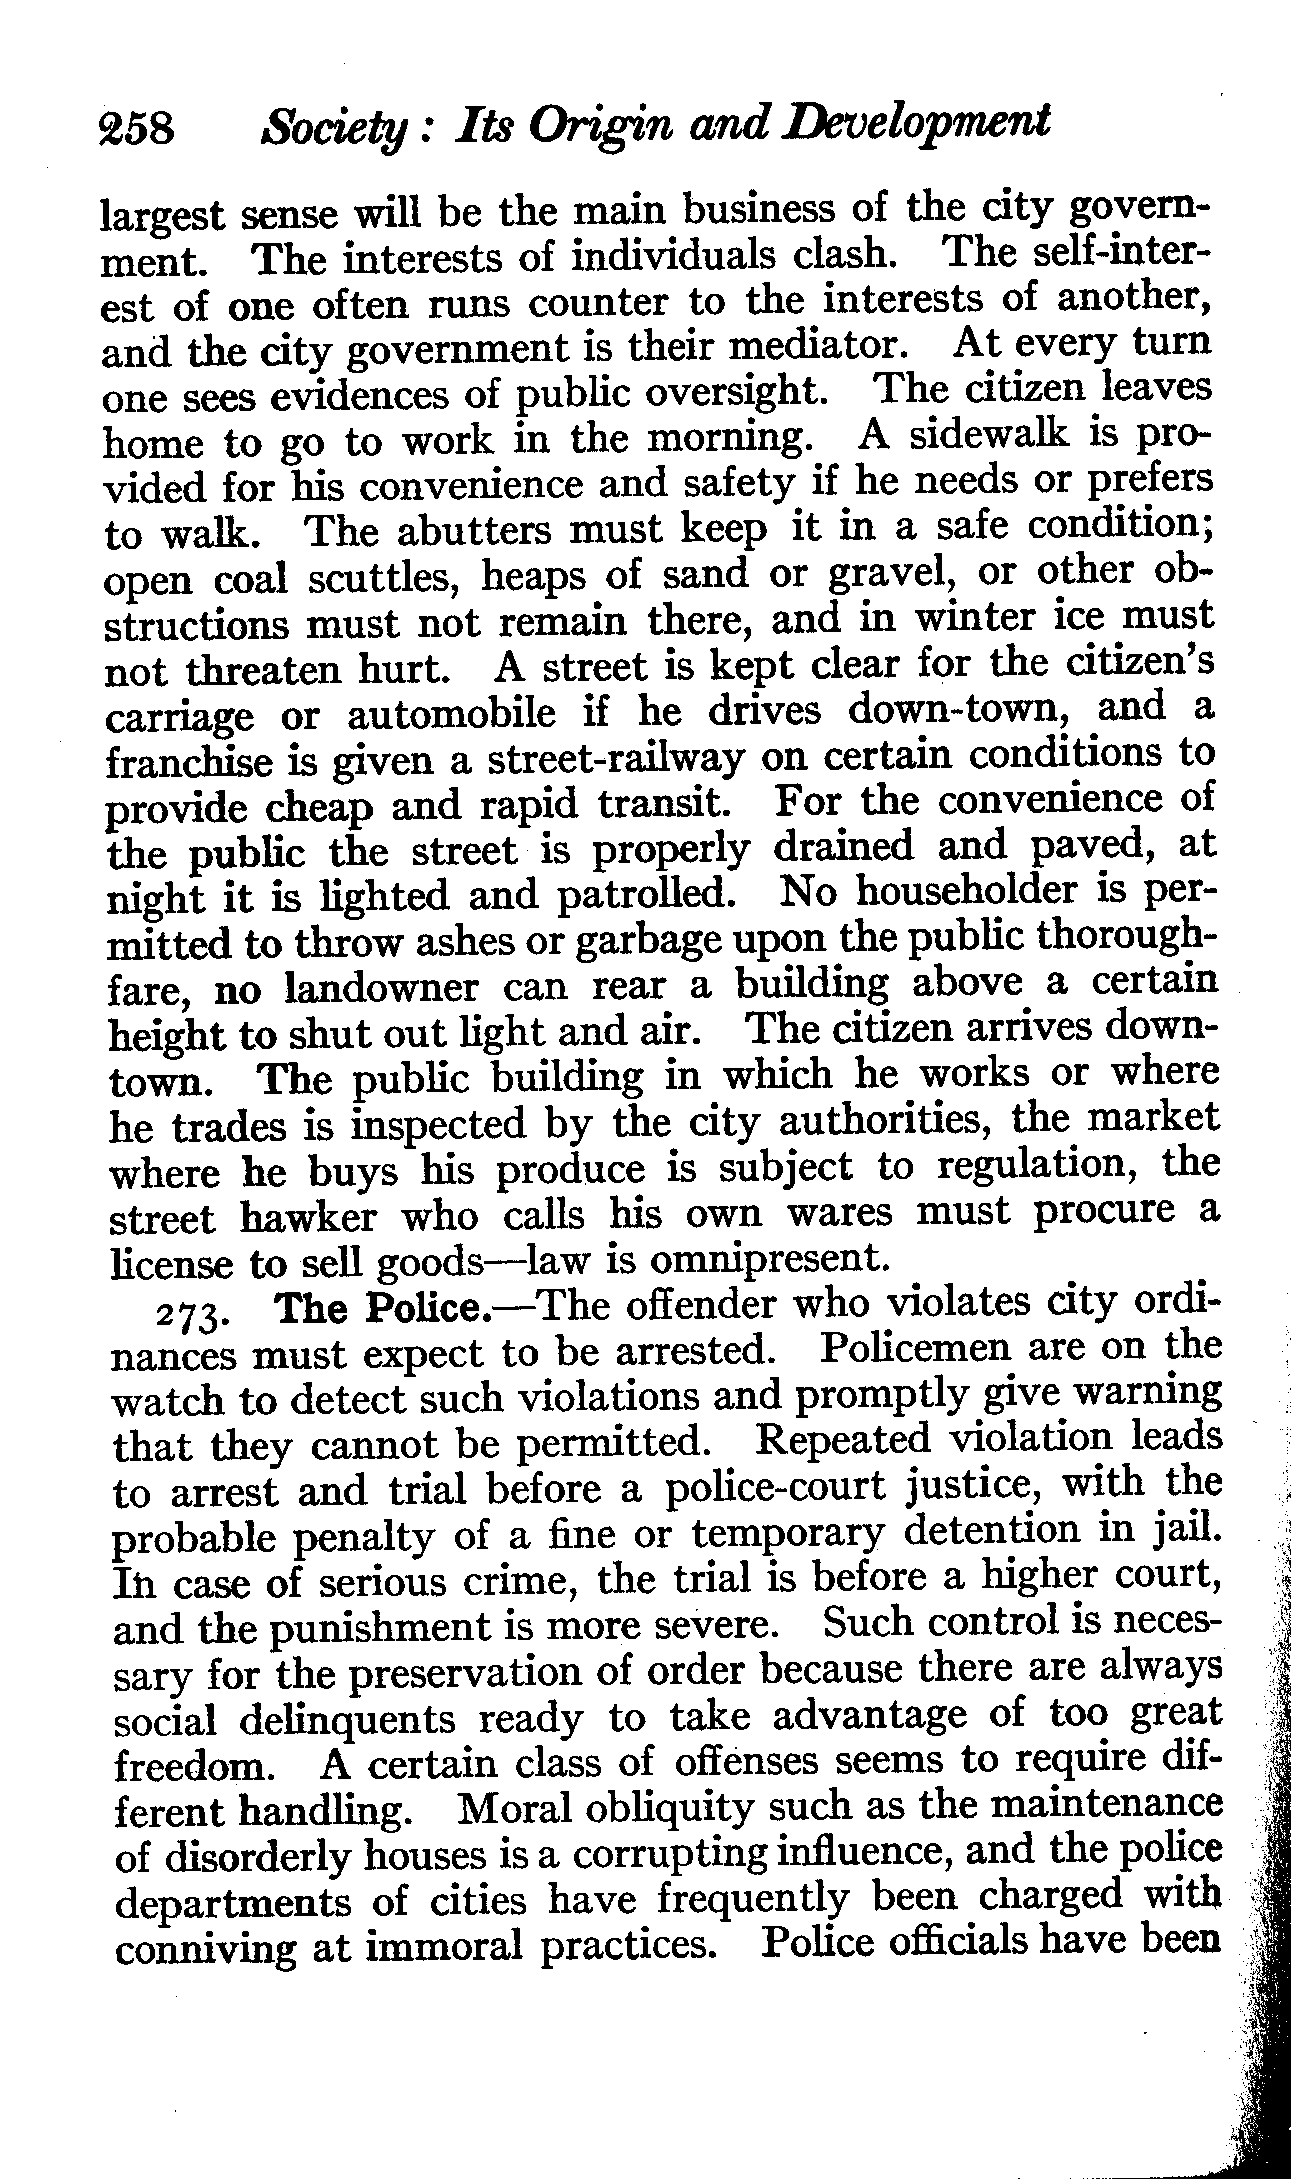 258 Society : Its Origin and Development
largest sense will be the main business of the city govern-
ment. The interests of individuals clash. The self-inter-
est of one often runs counter to the interests of another,
and the city government is their mediator. At every turn
one sees evidences of public oversight. The citizen leaves
home to go to work in the morning. A sidewalk is pro-
vided for his convenience and safety if he needs or prefers
to walk. The abutters must keep it in a safe condition;
open coal scuttles, heaps of sand or gravel, or other ob-
structions must not remain there, and in winter ice must
not threaten hurt. A street is kept clear for the citizen's
carriage or automobile if he drives down-town, and a
franchise is given a street-railway on certain conditions to
provide cheap and rapid transit. For the convenience of
the public the street is properly drained and paved, at
night it is lighted and patrolled. No householder is per-
mitted to throw ashes or garbage upon the public thorough-
fare, no landowner can rear a building above a certain
height to shut out light and air. The citizen arrives down-
town. The public building in which he works or where
he trades is inspected by the city authorities, the market
where he buys his produce is subject to regulation, the
street hawker who calls his own wares must procure a
license to sell goods—law is omnipresent.
273. The Police.—The offender who violates city ordi-
nances must expect to be arrested. Policemen are on the
watch to detect such violations and promptly give warning
that they cannot be permitted. Repeated violation leads
to arrest and trial before a police-court justice, with the
probable penalty of a fine or temporary detention in jail.
In case of serious crime, the trial is before a higher court,
and the punishment is more severe. Such control is neces-
sary for the preservation of order because there are always
social delinquents ready to take advantage of too great
freedom. A certain class of offenses seems to require dif-
ferent handling. Moral obliquity such as the maintenance
of disorderly houses is a corrupting influence, and the police
departments of cities have frequently been charged with
conniving at immoral practices. Police officials have been